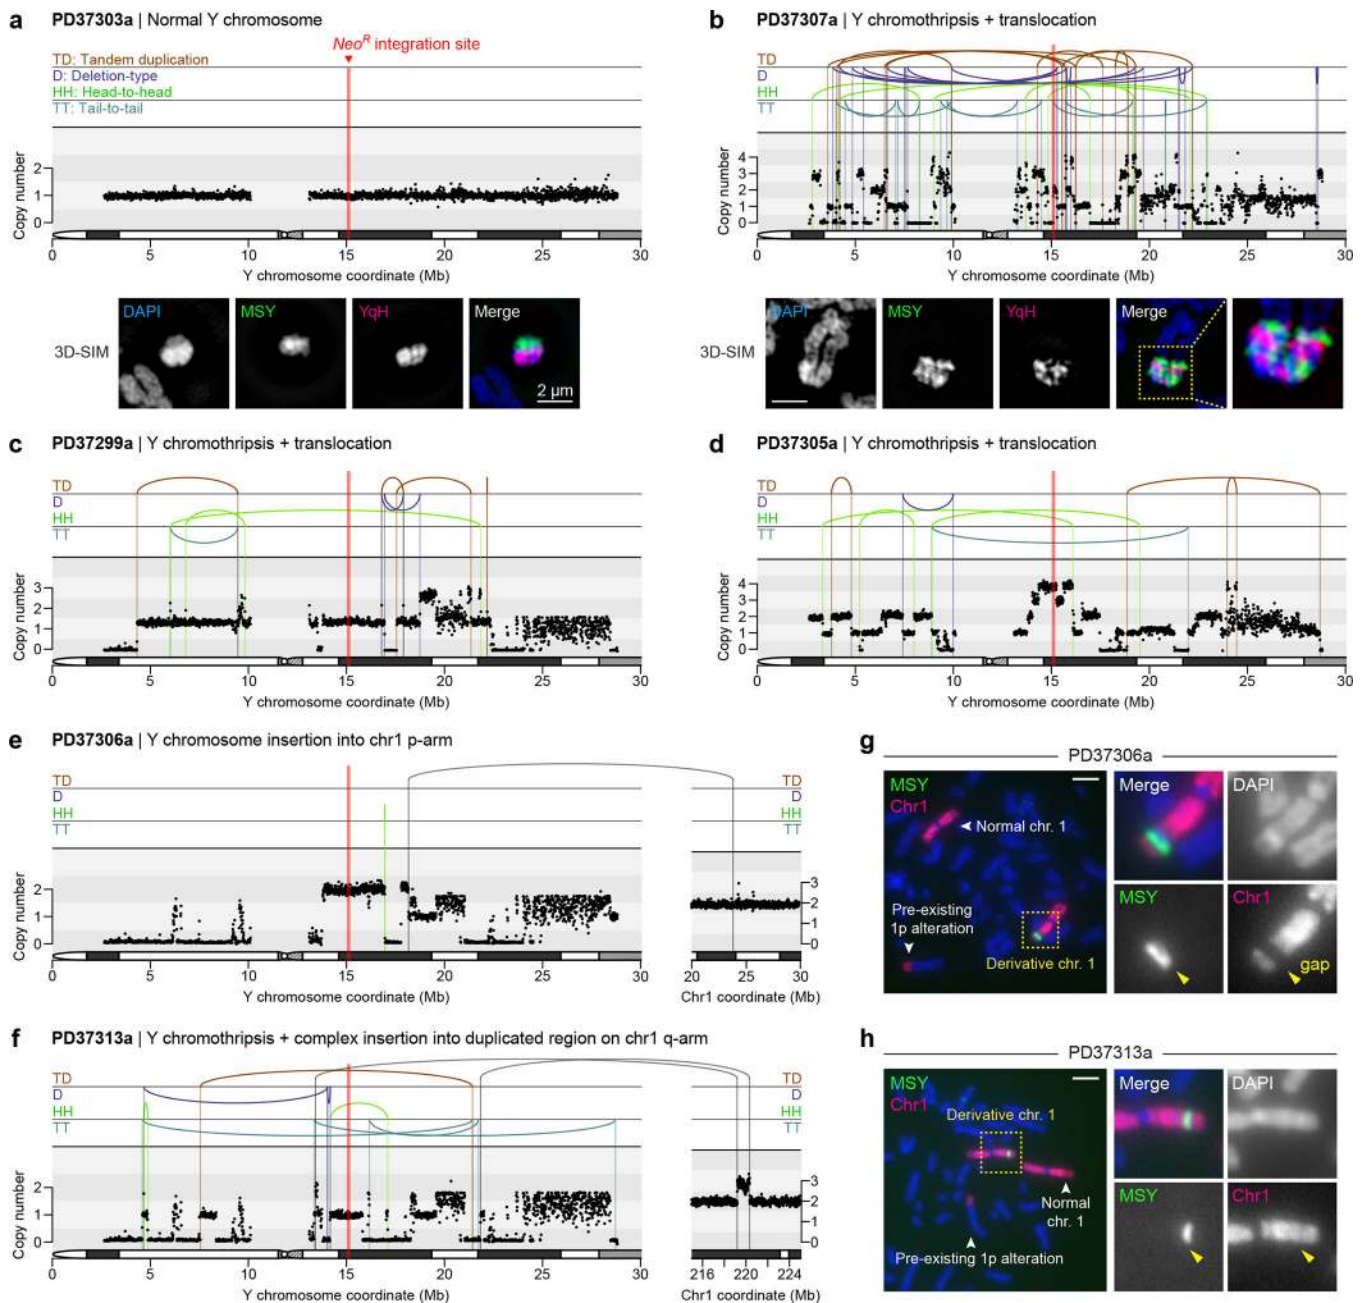 a PD37303a | Normal Y chromosome
NeoR integration site
TD: Tandem duplication
D: Deletion-type
HH: Head-to-head
TT: Tail-to-tail
Copy number
2
1
0
0 5 10 15 20 25 30
Y chromosome coordinate (Mb)
3D-SIM
DAPI MSY YqH Merge
2 μm
b PD37307a | Y chromothripsis + translocation
TD
D
HH
TT
Copy number
4
3
2
1
0
0 5 10 15 20 25 30
Y chromosome coordinate (Mb)
3D-SIM
DAPI MSY YqH Merge
c PD37299a | Y chromothripsis + translocation
TD
D
HH
TT
Copy number
3
2
1
0
0 5 10 15 20 25 30
Y chromosome coordinate (Mb)
d PD37305a | Y chromothripsis + translocation
TD
D
HH
TT
Copy number
4
3
2
1
0
0 5 10 15 20 25 30
Y chromosome coordinate (Mb)
e PD37306a | Y chromosome insertion into chr1 p-arm
TD TD
D D
HH HH
TT TT
Copy number
2
1
0
3
2
1
0
0 5 10 15 20 25 30
Y chromosome coordinate (Mb)
20 22 24 26 28 30
Chr1 coordinate (Mb)
f PD37313a | Y chromothripsis + complex insertion into duplicated region on chr1 q-arm
TD TD
D D
HH HH
TT TT
Copy number
2
1
0
3
2
1
0
0 5 10 15 20 25 30
Y chromosome coordinate (Mb)
216 220 224
Chr1 coordinate (Mb)
g PD37306a
MSY
Chr1
Normal chr. 1
Pre-existing
1p alteration
Derivative chr. 1
Merge DAPI
MSY Chr1
gap
h PD37313a
MSY
Chr1
Derivative chr. 1
Normal
chr. 1
Pre-existing 1p alteration
Merge DAPI
MSY Chr1